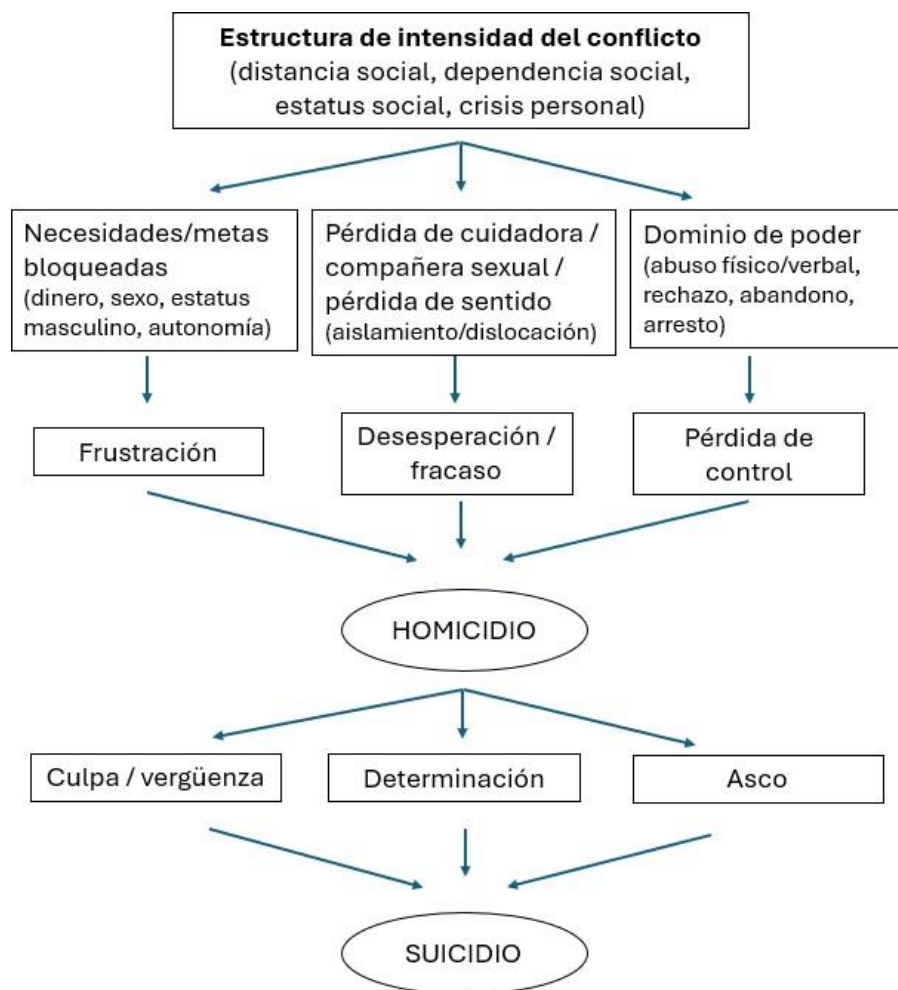 Estructura de intensidad del conflicto
(distancia social, dependencia social,
estatus social, crisis personal)
Necesidades/metas
bloqueadas
(dinero, sexo, estatus
masculino, autonomía)
Pérdida de cuidadora /
compañera sexual /
pérdida de sentido
(aislamiento/dislocación)
Dominio de poder
(abuso físico/verbal,
rechazo, abandono,
arresto)
Frustración
Desesperación /
fracaso
Pérdida de
control
HOMICIDIO
Culpa / vergüenza
Determinación
Asco
SUICIDIO